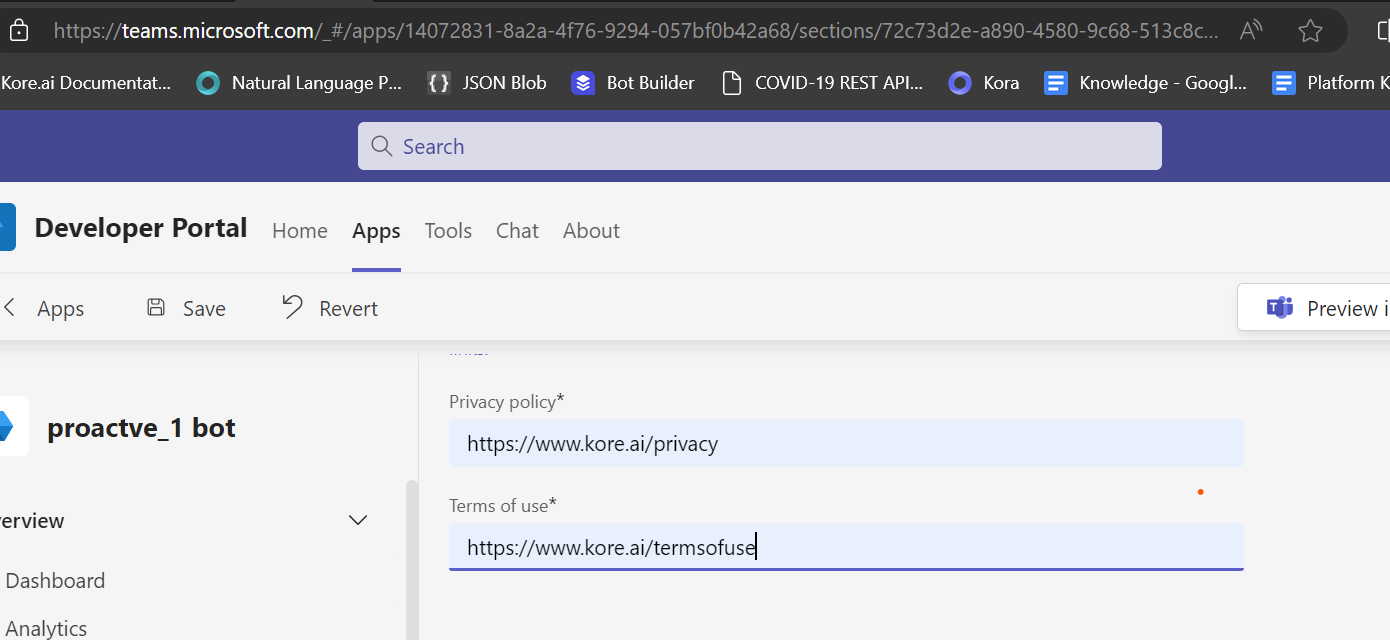 https://teams.microsoft.com/_#/apps/14072831-8a2a-4f76-9294-057bf0b42a68/sections/72c73d2e-a890-4580-9c68-513c8c...
Kore.ai Documentat... Natural Language P... {} JSON Blob Bot Builder COVID-19 REST API... Kora Knowledge - Googl... Platform K
Search
Developer Portal Home Apps Tools Chat About
Apps Save Revert Preview i
Privacy policy*
proactve_1 bot https://www.kore.ai/privacy
Terms of use*
erview https://www.kore.ai/termsofuse
Dashboard
Analytics